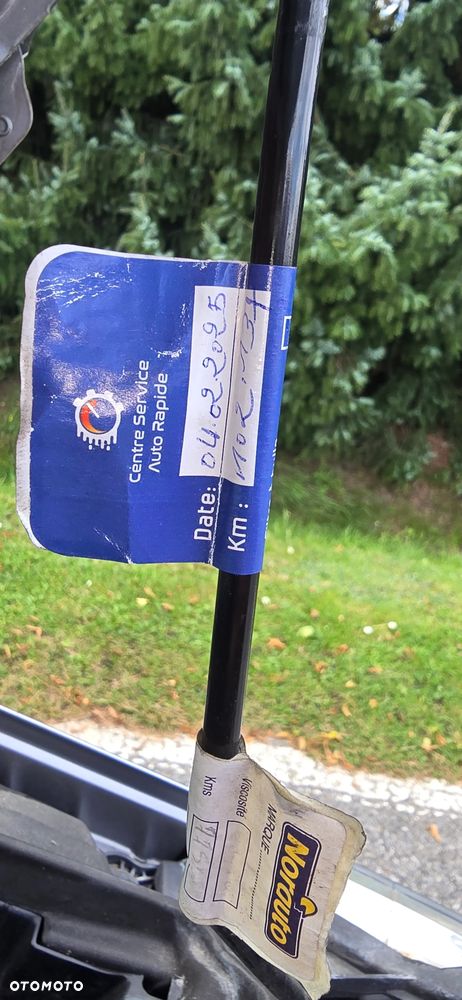 Centre Service
Auto Rapide
Date: 04.02 2025
Km :
Norauto
MARQUE
Viscosité
Kms
OTOMOTO